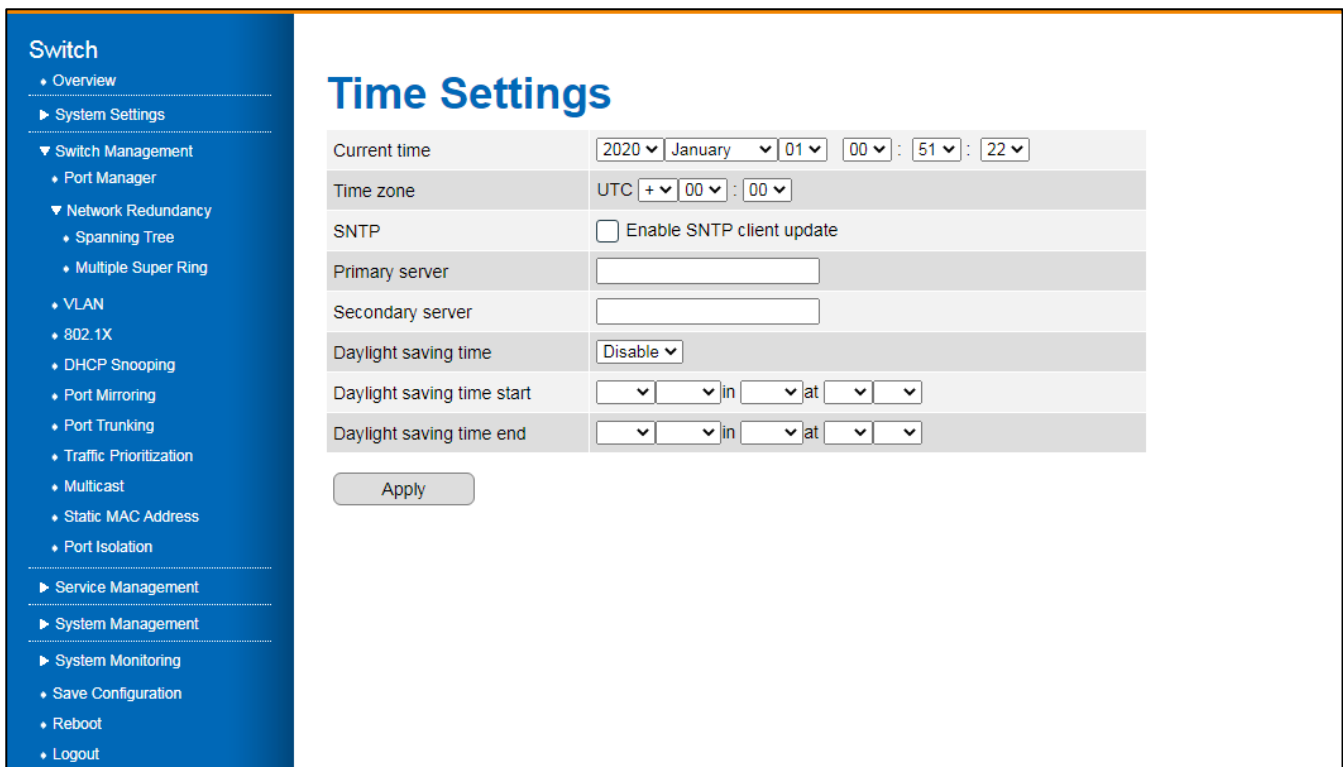 Switch
Overview
System Settings
Switch Management
Port Manager
Network Redundancy
Spanning Tree
Multiple Super Ring
VLAN
802.1X
DHCP Snooping
Port Mirroring
Port Trunking
Traffic Prioritization
Multicast
Static MAC Address
Port Isolation
Service Management
System Management
System Monitoring
Save Configuration
Reboot
Logout
Time Settings
Current time 2020 January 01 00 : 51 : 22
Time zone UTC + 00 : 00
SNTP Enable SNTP client update
Primary server
Secondary server
Daylight saving time Disable
Daylight saving time start in at
Daylight saving time end in at
Apply